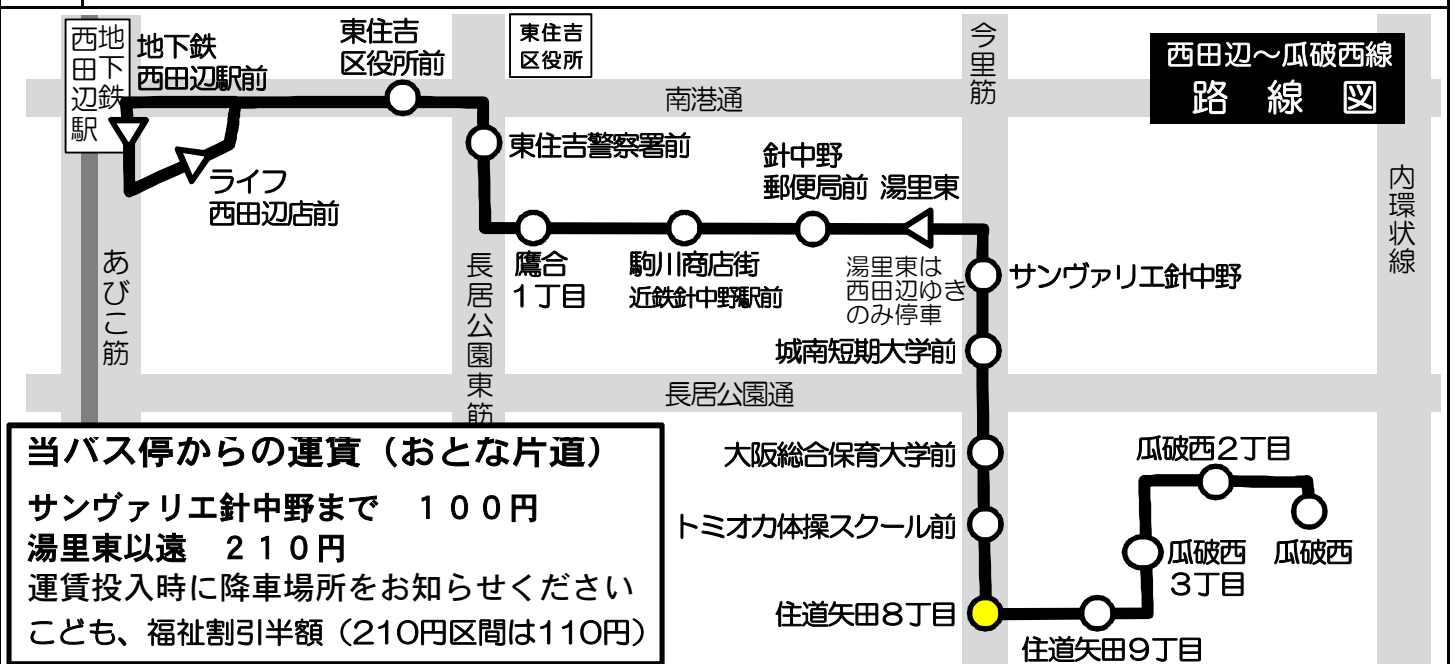 地下鉄
西田辺駅
地下鉄
西田辺駅前
東住吉
区役所前
東住吉
区役所
今里筋
西田辺～瓜破西線
路線図
南港通
東住吉警察署前
ライフ
西田辺店前
針中野
郵便局前
湯里東
内環状線
あびこ筋
長居公園東筋
鷹合
1丁目
駒川商店街
近鉄針中野駅前
湯里東は
西田辺ゆき
のみ停車
サンヴァリエ針中野
城南短期大学前
長居公園通
当バス停からの運賃（おとな片道）
サンヴァリエ針中野まで　１００円
湯里東以遠　２１０円
運賃投入時に降車場所をお知らせください
こども、福祉割引半額（210円区間は110円）
大阪総合保育大学前
トミオカ体操スクール前
住道矢田8丁目
住道矢田9丁目
瓜破西2丁目
瓜破西
3丁目
瓜破西